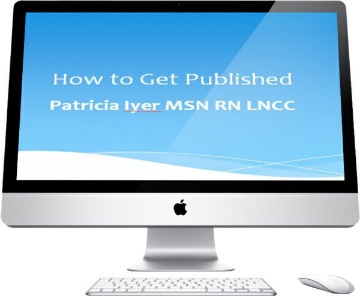 How to Get Published
Patricia Iyer MSN RN LNCC